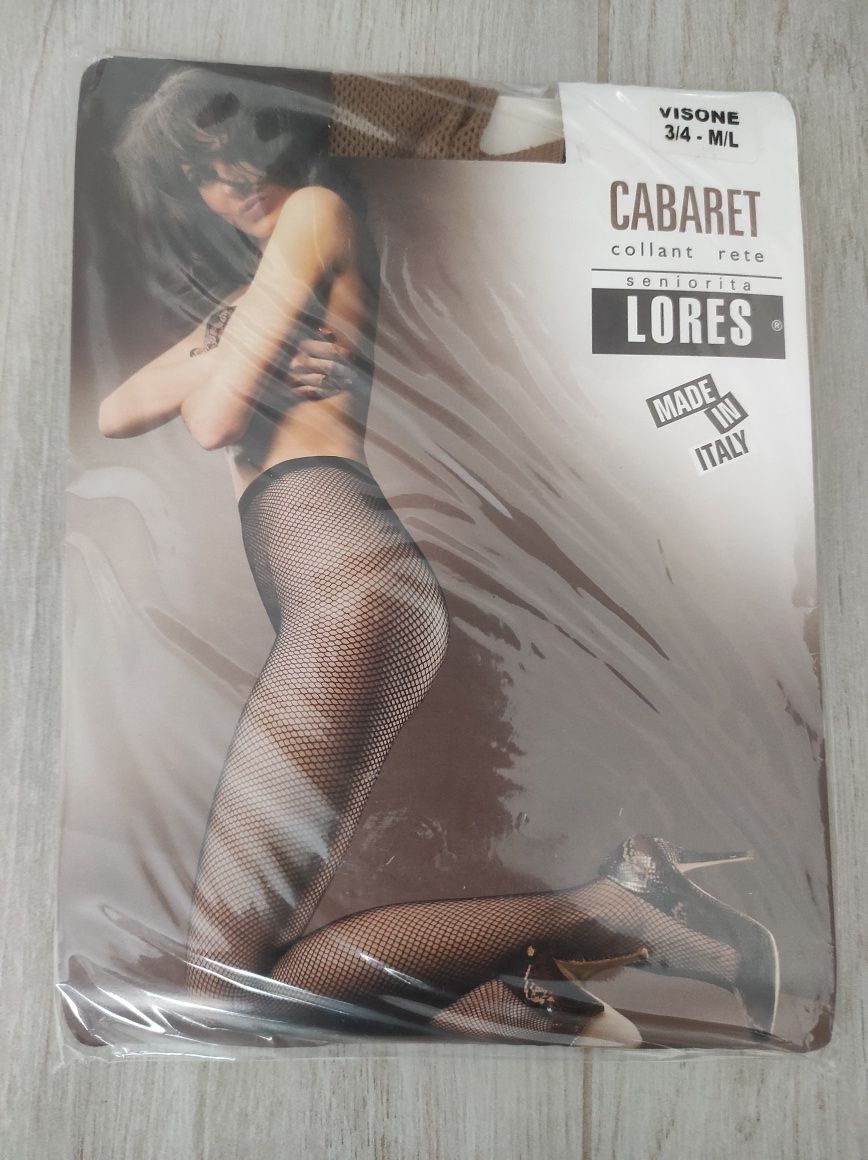 VISONE
3/4 - M/L
CABARET
collant rete
seniorita
LORES ®
MADE
IN
ITALY